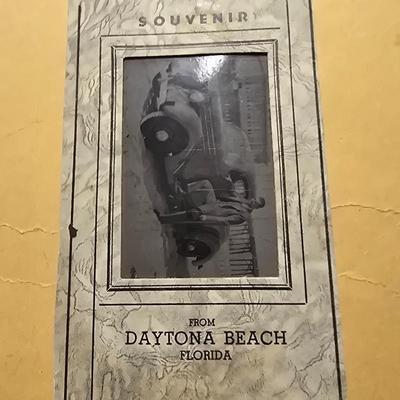 SOUVENIR
FROM
DAYTONA BEACH
FLORIDA